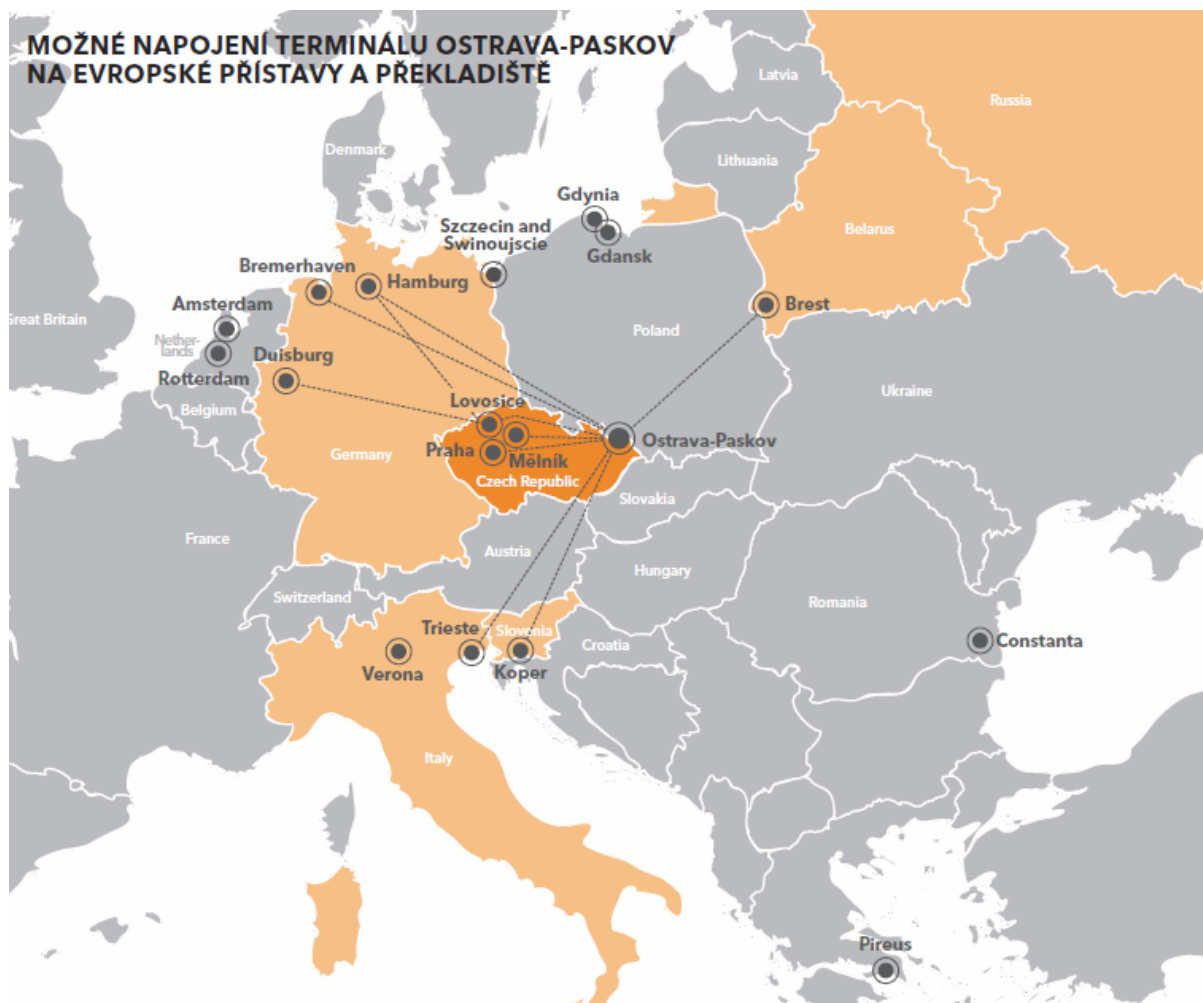 MOŽNÉ NAPOJENÍ TERMINÁLU OSTRAVA-PASKOV
NA EVROPSKÉ PŘÍSTAVY A PŘEKLADIŠTĚ
Latvia
Russia
Denmark
Lithuania
Gdynia
Szczecin and
Swinoujscie
Gdansk
Belarus
Bremerhaven
Hamburg
Amsterdam
Brest
Great Britain
Poland
Nether-
lands
Duisburg
Rotterdam
Ukraine
Belgium
Lovosice
Ostrava-Paskov
Praha
Mělník
Germany
Czech Republic
Slovakia
France
Austria
Hungary
Switzerland
Romania
Trieste
Slovenia
Croatia
Constanta
Verona
Koper
Italy
Pireus